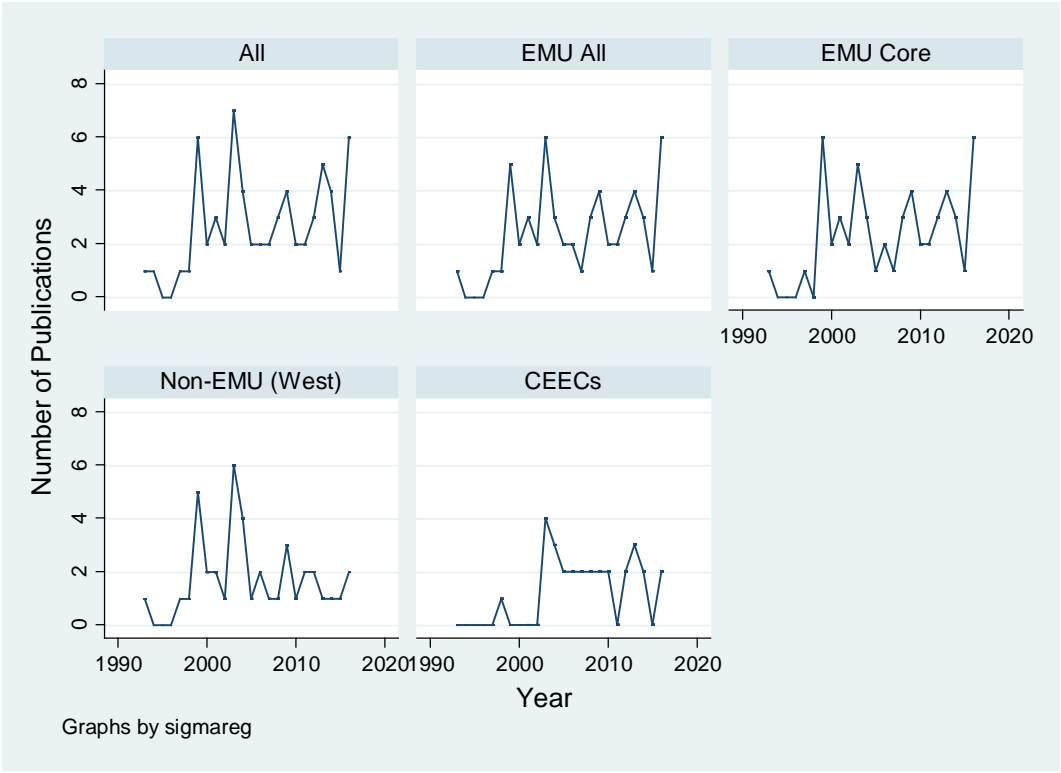 All
EMU All
EMU Core
8
6
4
2
0
1990 2000 2010 2020
Number of Publications
Non-EMU (West)
CEECs
8
6
4
2
0
1990 2000 2010 2020
1990 2000 2010 2020
Year
Graphs by sigmareg